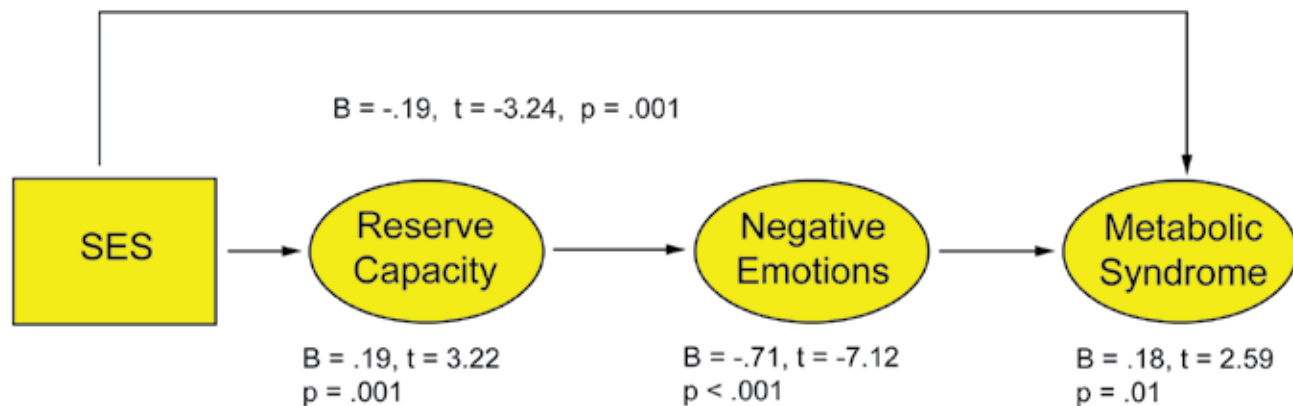 B = -.19, t = -3.24, p = .001
SES
Reserve
Capacity
Negative
Emotions
Metabolic
Syndrome
B = .19, t = 3.22
p = .001
B = -.71, t = -7.12
p < .001
B = .18, t = 2.59
p = .01